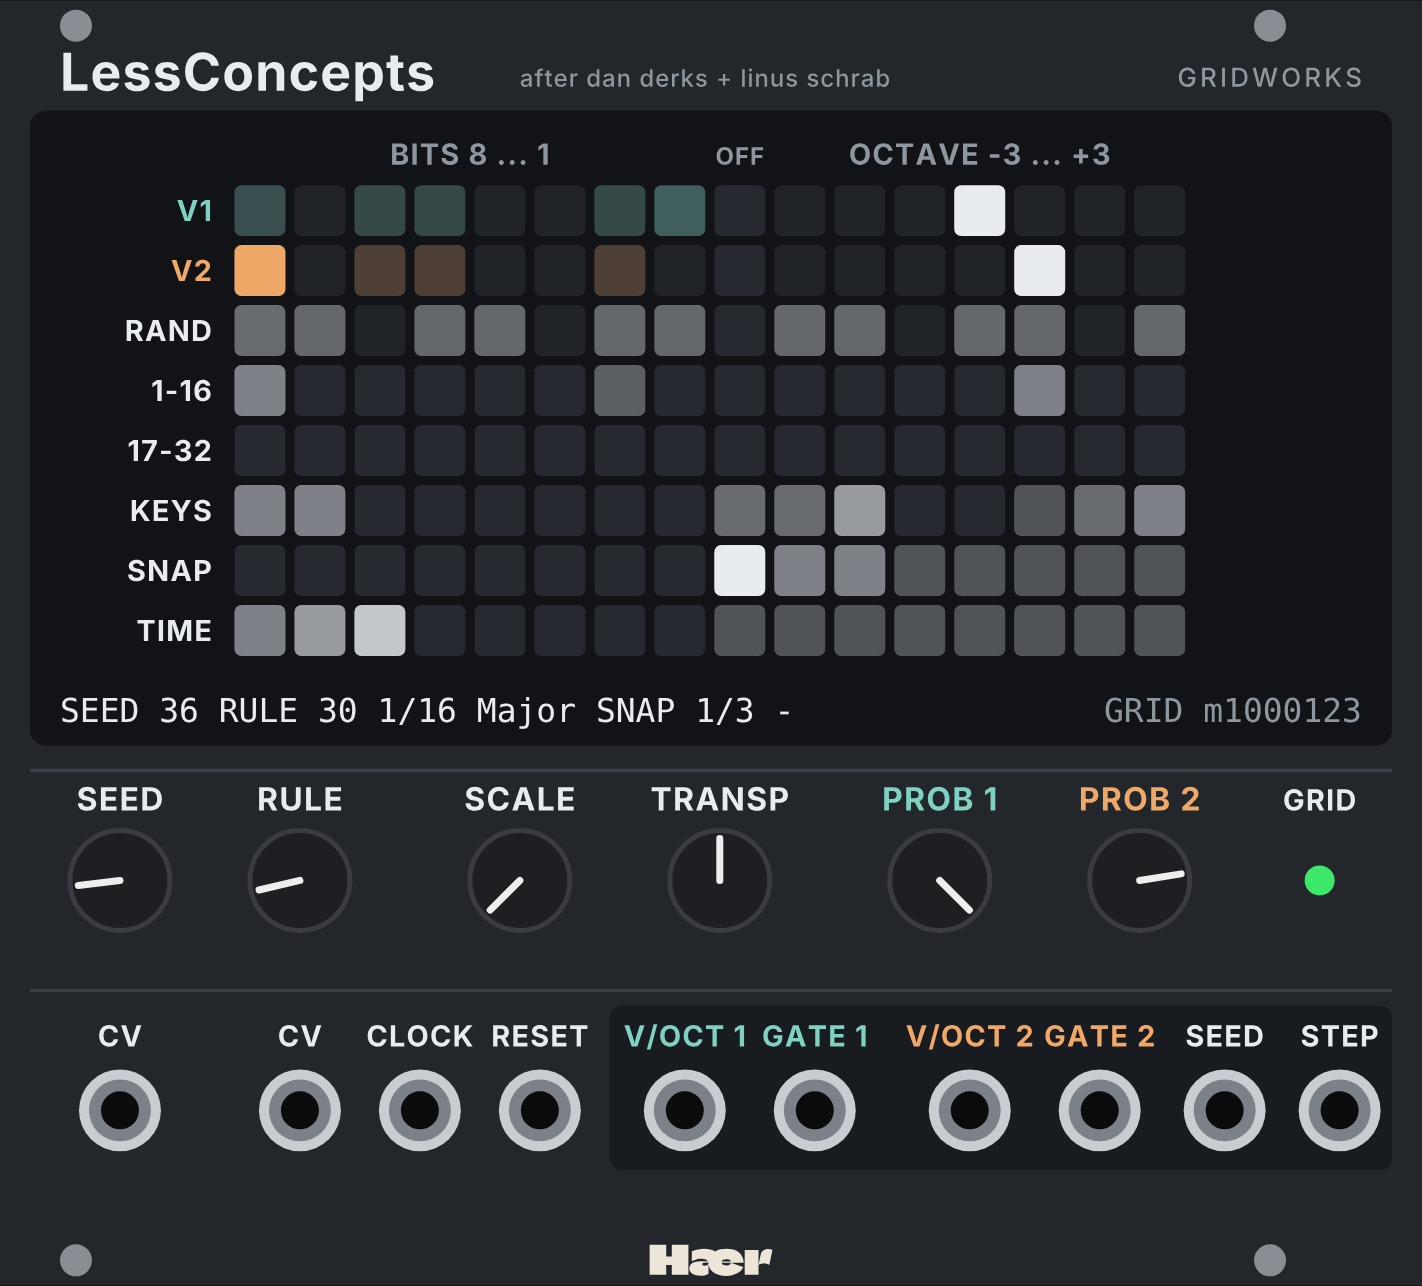 LessConcepts after dan derks + linus schrab GRIDWORKS
BITS 8 ... 1 OFF OCTAVE -3 ... +3
V1
V2
RAND
1-16
17-32
KEYS
SNAP
TIME
SEED 36 RULE 30 1/16 Major SNAP 1/3 - GRID m1000123
SEED RULE SCALE TRANSP PROB 1 PROB 2 GRID
CV CV CLOCK RESET V/OCT 1 GATE 1 V/OCT 2 GATE 2 SEED STEP
Hær